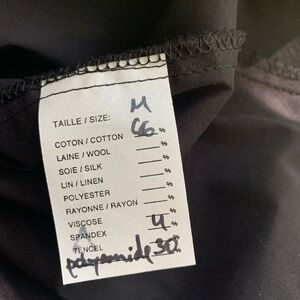 M
TAILLE / SIZE:
COTON / COTTON 66 %
LAINE / WOOL %
SOIE / SILK %
LIN / LINEN %
POLYESTER %
RAYONNE / RAYON %
VISCOSE %
SPANDEX 4 %
TENCEL
polyamide 30%